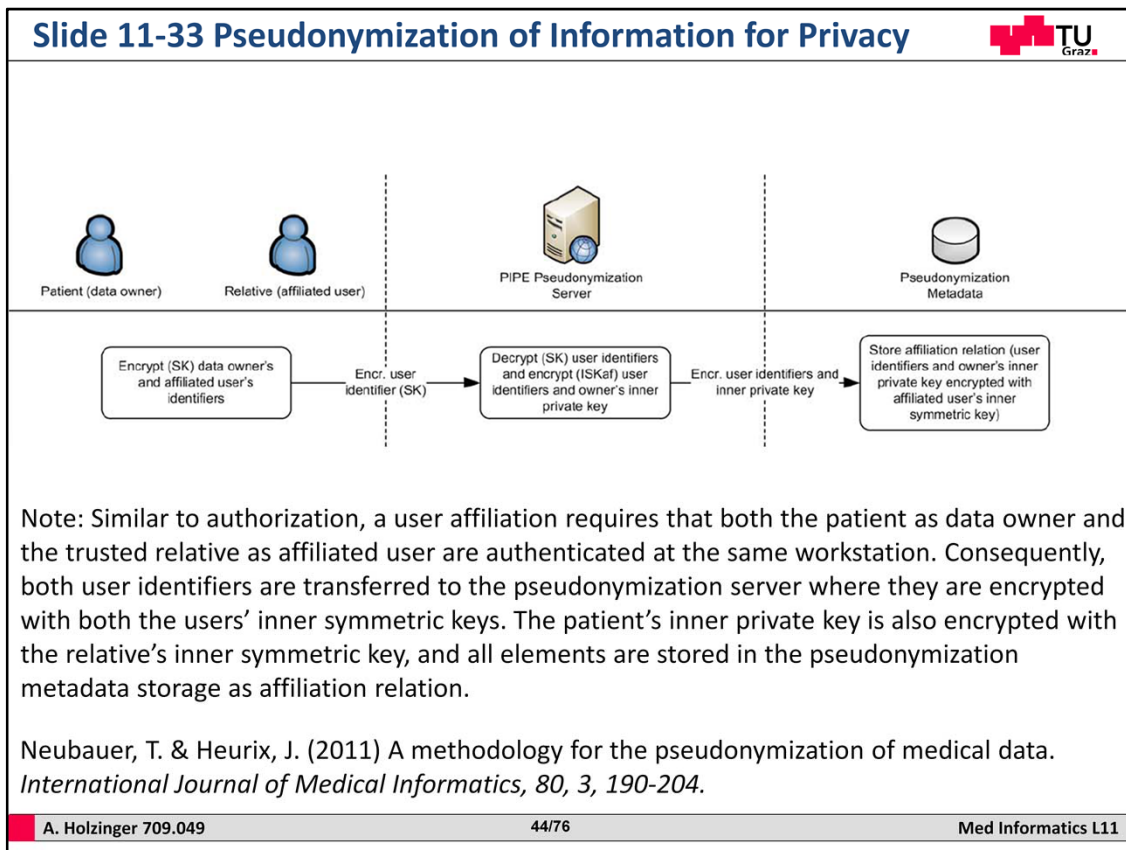 Slide 11-33 Pseudonymization of Information for Privacy
TU
Graz
Patient (data owner)
Relative (affiliated user)
PIPE Pseudonymization
Server
Pseudonymization
Metadata
Encrypt (SK) data owner's
and affiliated user's
identifiers
Encr. user
identifier (SK)
Decrypt (SK) user identifiers
and encrypt (ISKaf) user
identifiers and owner's inner
private key
Encr. user identifiers and
inner private key
Store affiliation relation (user
identifiers and owner's inner
private key encrypted with
affiliated user's inner
symmetric key)
Note: Similar to authorization, a user affiliation requires that both the patient as data owner and
the trusted relative as affiliated user are authenticated at the same workstation. Consequently,
both user identifiers are transferred to the pseudonymization server where they are encrypted
with both the users’ inner symmetric keys. The patient’s inner private key is also encrypted with
the relative’s inner symmetric key, and all elements are stored in the pseudonymization
metadata storage as affiliation relation.
Neubauer, T. & Heurix, J. (2011) A methodology for the pseudonymization of medical data.
International Journal of Medical Informatics, 80, 3, 190-204.
A. Holzinger 709.049
44/76
Med Informatics L11